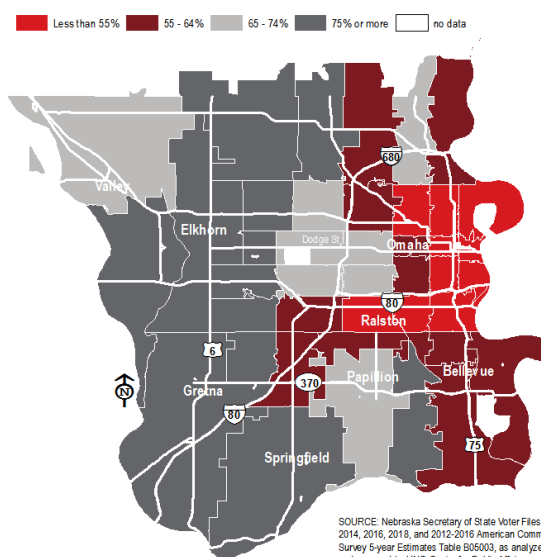 Less than 55%
55 - 64%
65 - 74%
75% or more
no data
680
Valley
Elkhorn
Dodge St
Omaha
80
Ralston
6
370
Papillion
Bellevue
N
Gretna
80
Springfield
75
SOURCE: Nebraska Secretary of State Voter Files
2014, 2016, 2018, and 2012-2016 American Comm
Survey 5-year Estimates Table B05003, as analyze